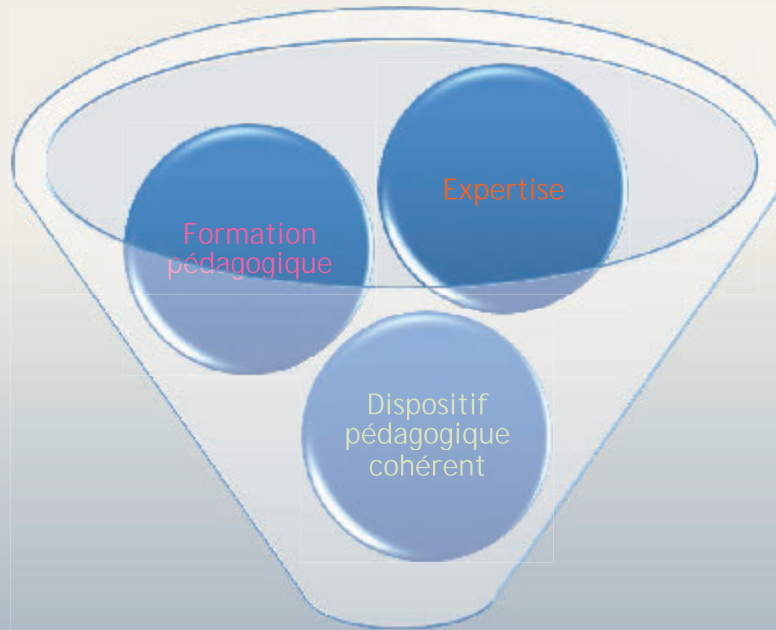 Expertise
Formation
pédagogique
Dispositif
pédagogique
cohérent